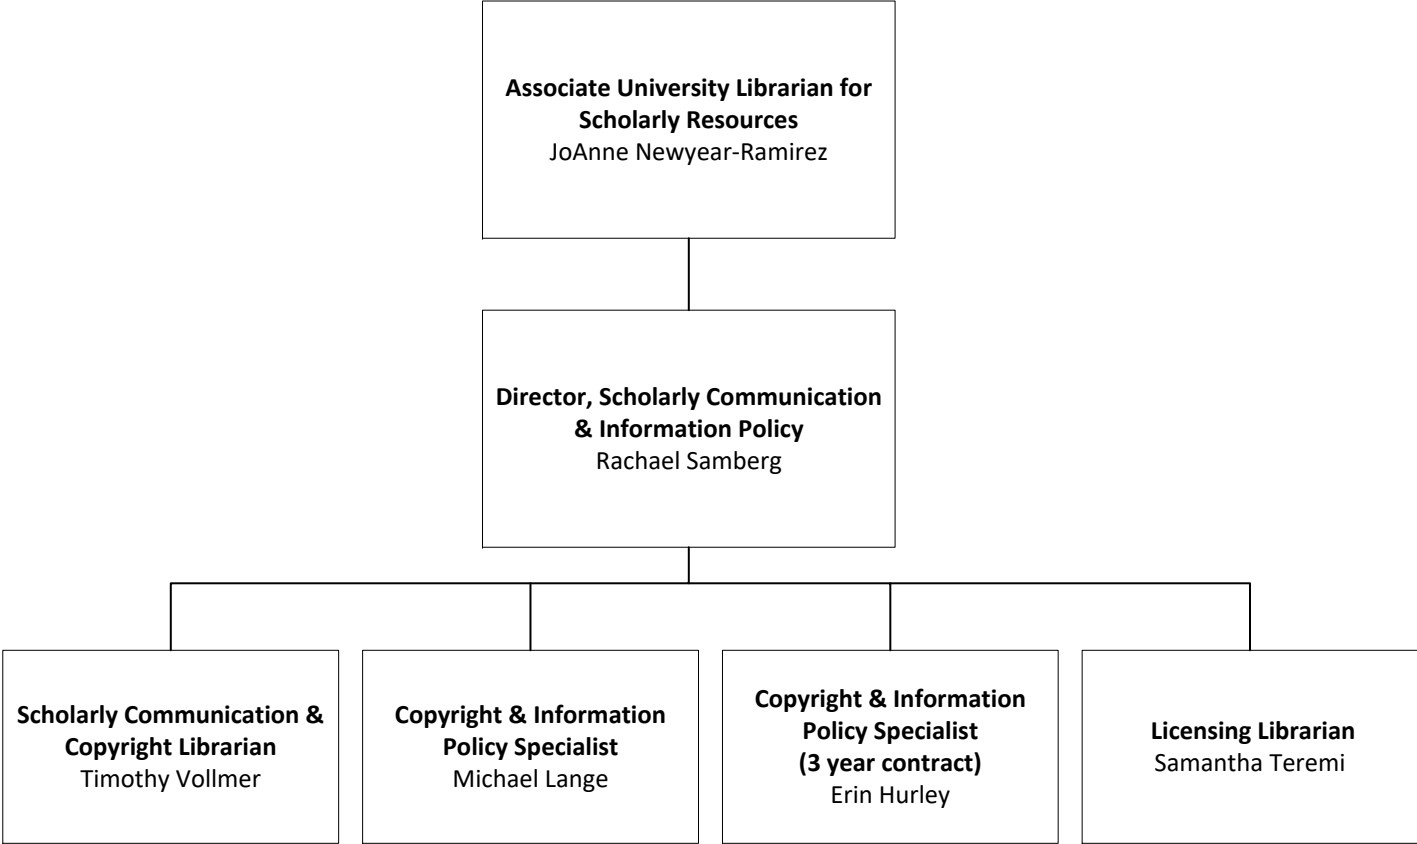 Associate University Librarian for
Scholarly Resources
JoAnne Newyear-Ramirez
Director, Scholarly Communication
& Information Policy
Rachael Samberg
Scholarly Communication &
Copyright Librarian
Timothy Vollmer
Copyright & Information
Policy Specialist
Michael Lange
Copyright & Information
Policy Specialist
(3 year contract)
Erin Hurley
Licensing Librarian
Samantha Teremi